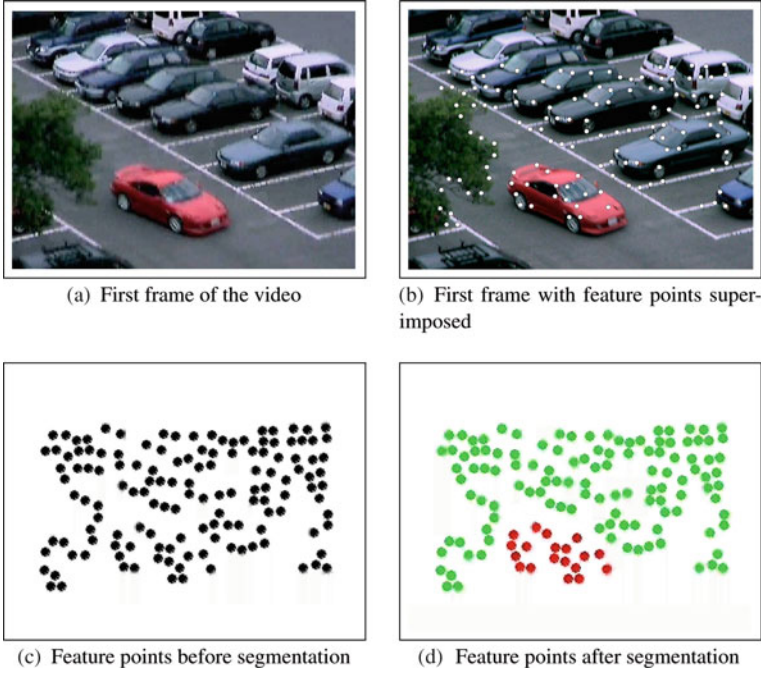 (a) First frame of the video
(b) First frame with feature points super-
imposed
(c) Feature points before segmentation
(d) Feature points after segmentation